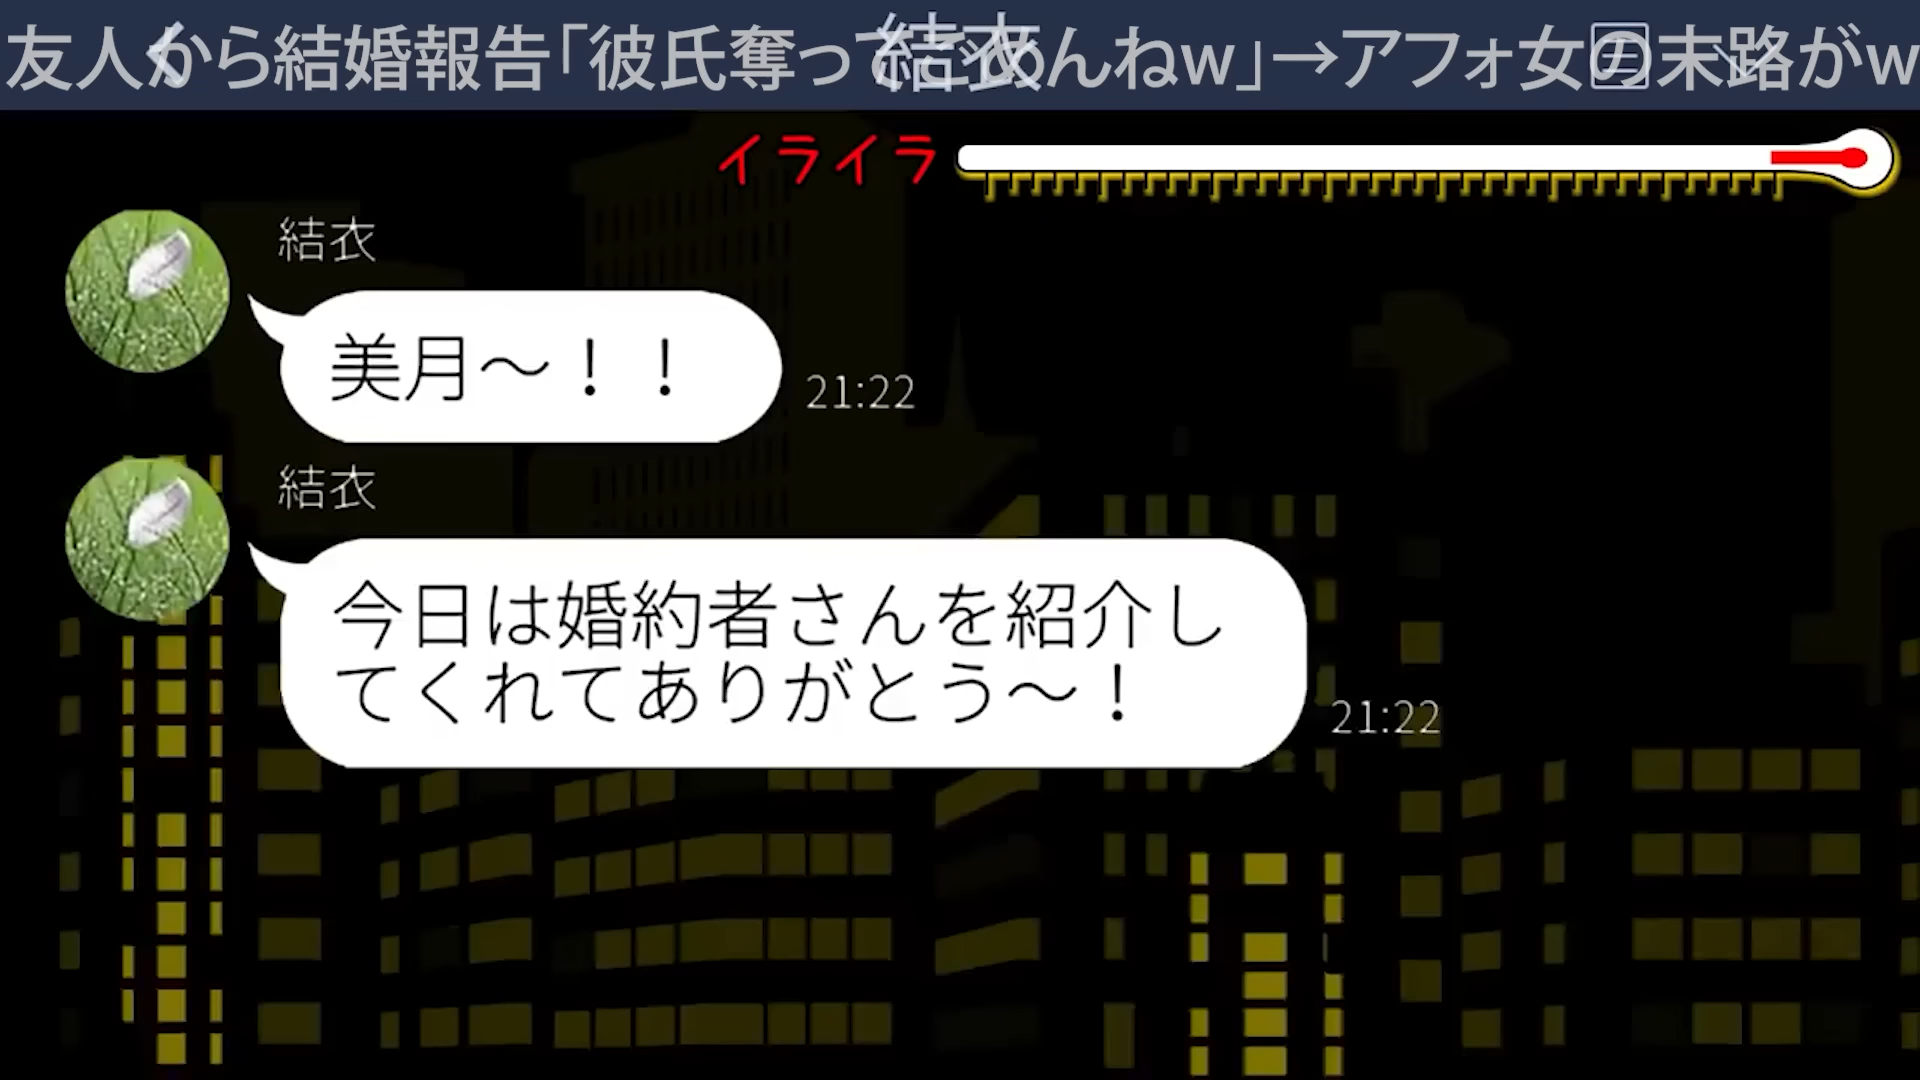 友人から結婚報告｢彼氏奪ってごめんねw｣→アフォ女の末路がw
結衣
イライラ
結衣
美月～！！
21:22
結衣
今日は婚約者さんを紹介し
てくれてありがとう～！
21:22